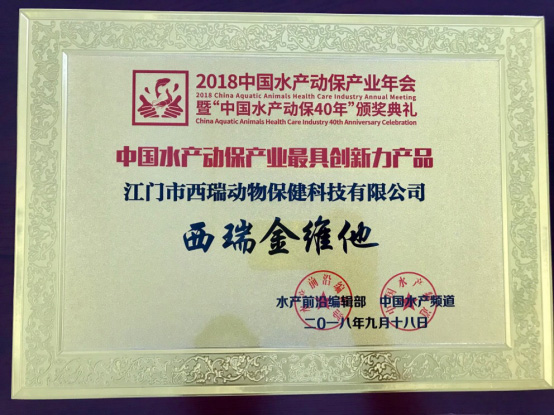 2018中国水产动保产业年会
2018 China Aquatic Animals Health Care Industry Annual Meeting
暨“中国水产动保40年”颁奖典礼
China Aquatic Animals Health Care Industry 40th Anniversary Celebration
中国水产动保产业最具创新力产品
江门市西瑞动物保健科技有限公司
西瑞金维他
水产前沿编辑部 中国水产频道
二〇一八年九月十八日